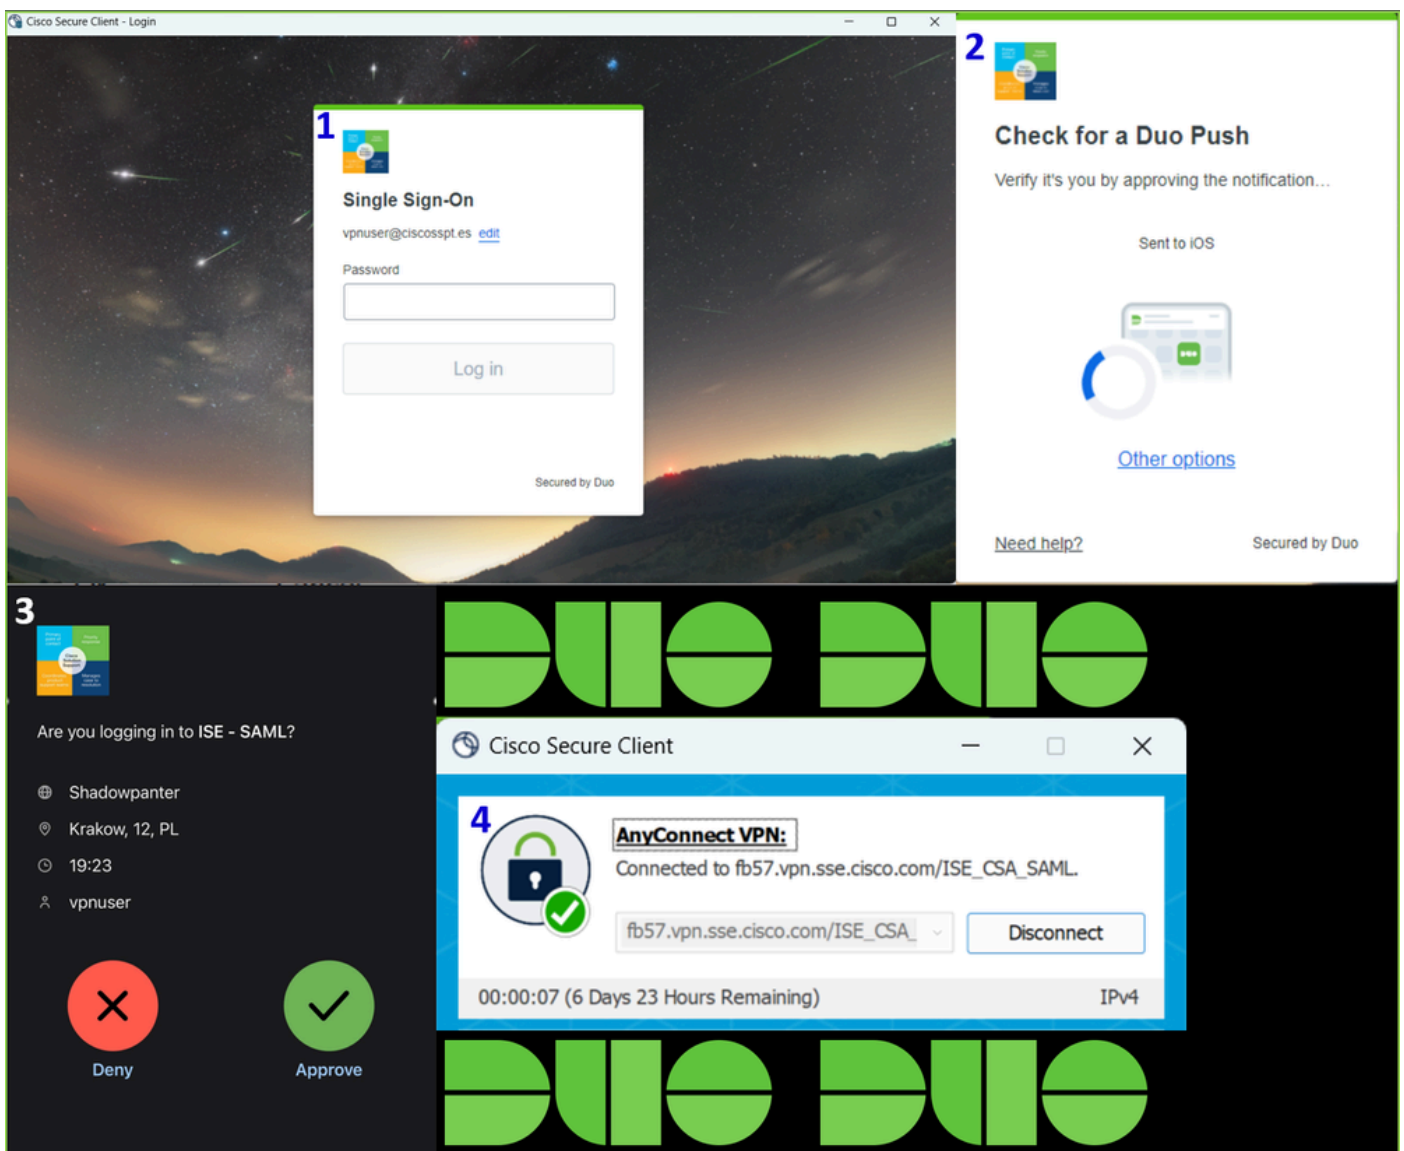 Cisco Secure Client - Login
1
Single Sign-On
vpnuser@ciscosspt.es edit
Password
Log in
Secured by Duo
2
Check for a Duo Push
Verify it's you by approving the notification...
Sent to iOS
Other options
Need help?
Secured by Duo
3
Cisco
Solution
Support
Are you logging in to ISE - SAML?
Shadowpanter
Krakow, 12, PL
19:23
vpnuser
Deny
Approve
DUO DUO
Cisco Secure Client
4
AnyConnect VPN:
Connected to fb57.vpn.sse.cisco.com/ISE_CSA_SAML.
fb57.vpn.sse.cisco.com/ISE_CSA_
Disconnect
00:00:07 (6 Days 23 Hours Remaining)
IPv4
DUO DUO